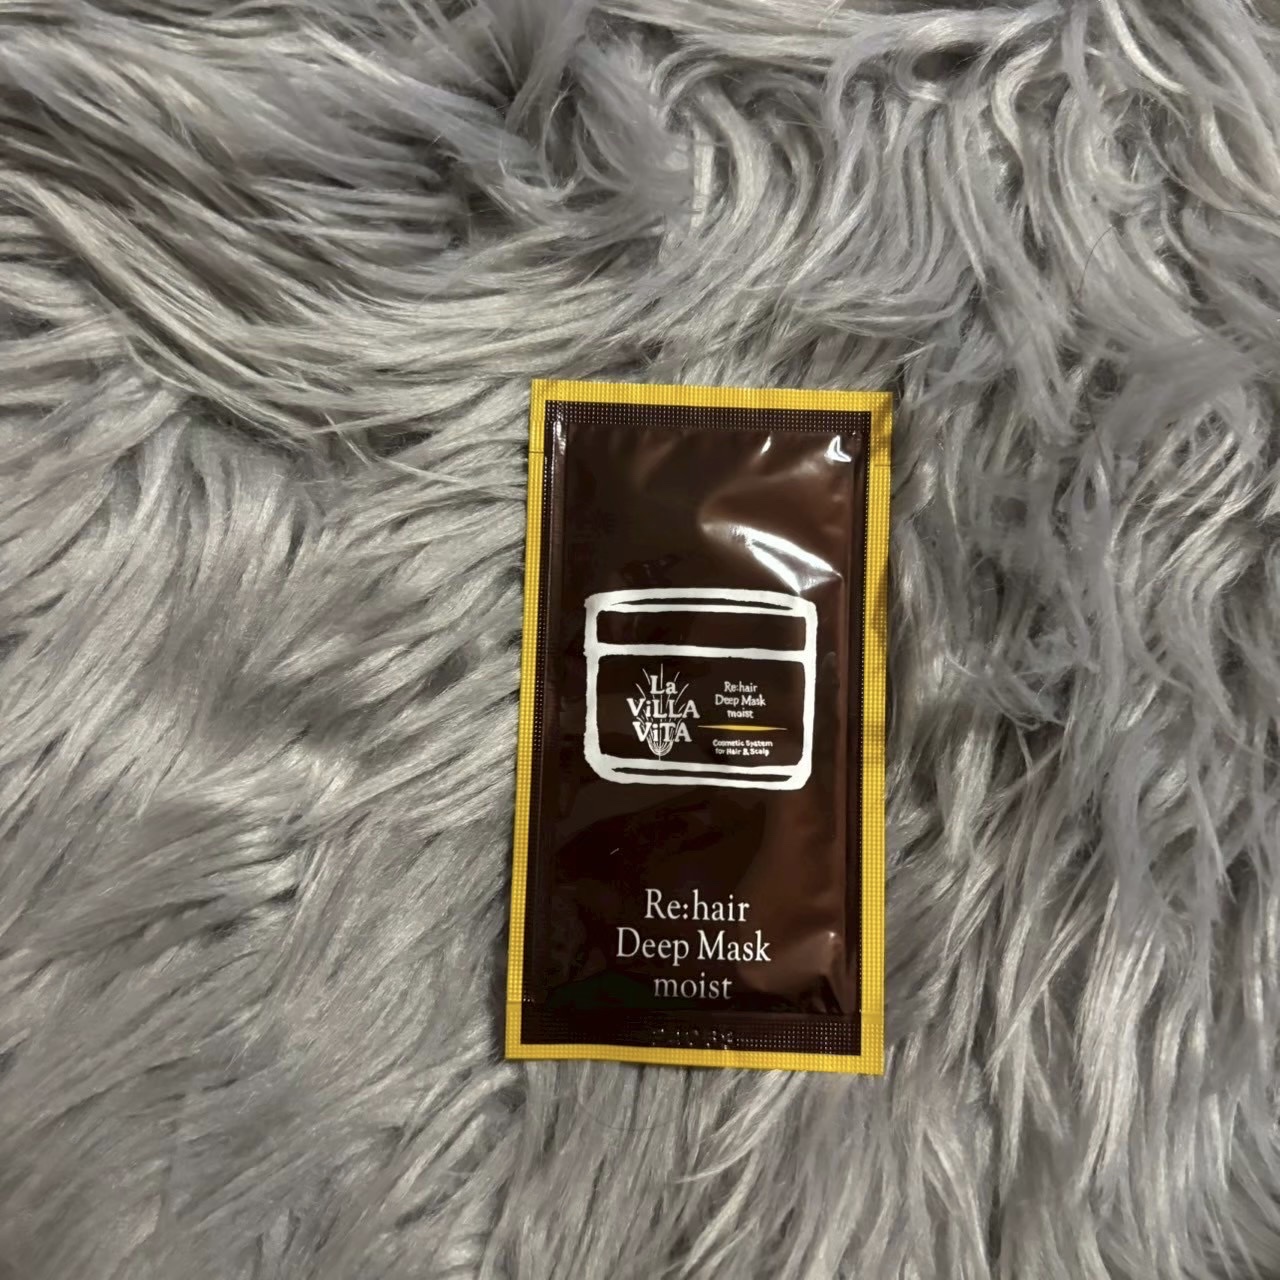 La
ViLLA
ViTA
Re:hair
Deep Mask
moist
Cosmetic System
for Hair & Scalp
Re:hair
Deep Mask
moist